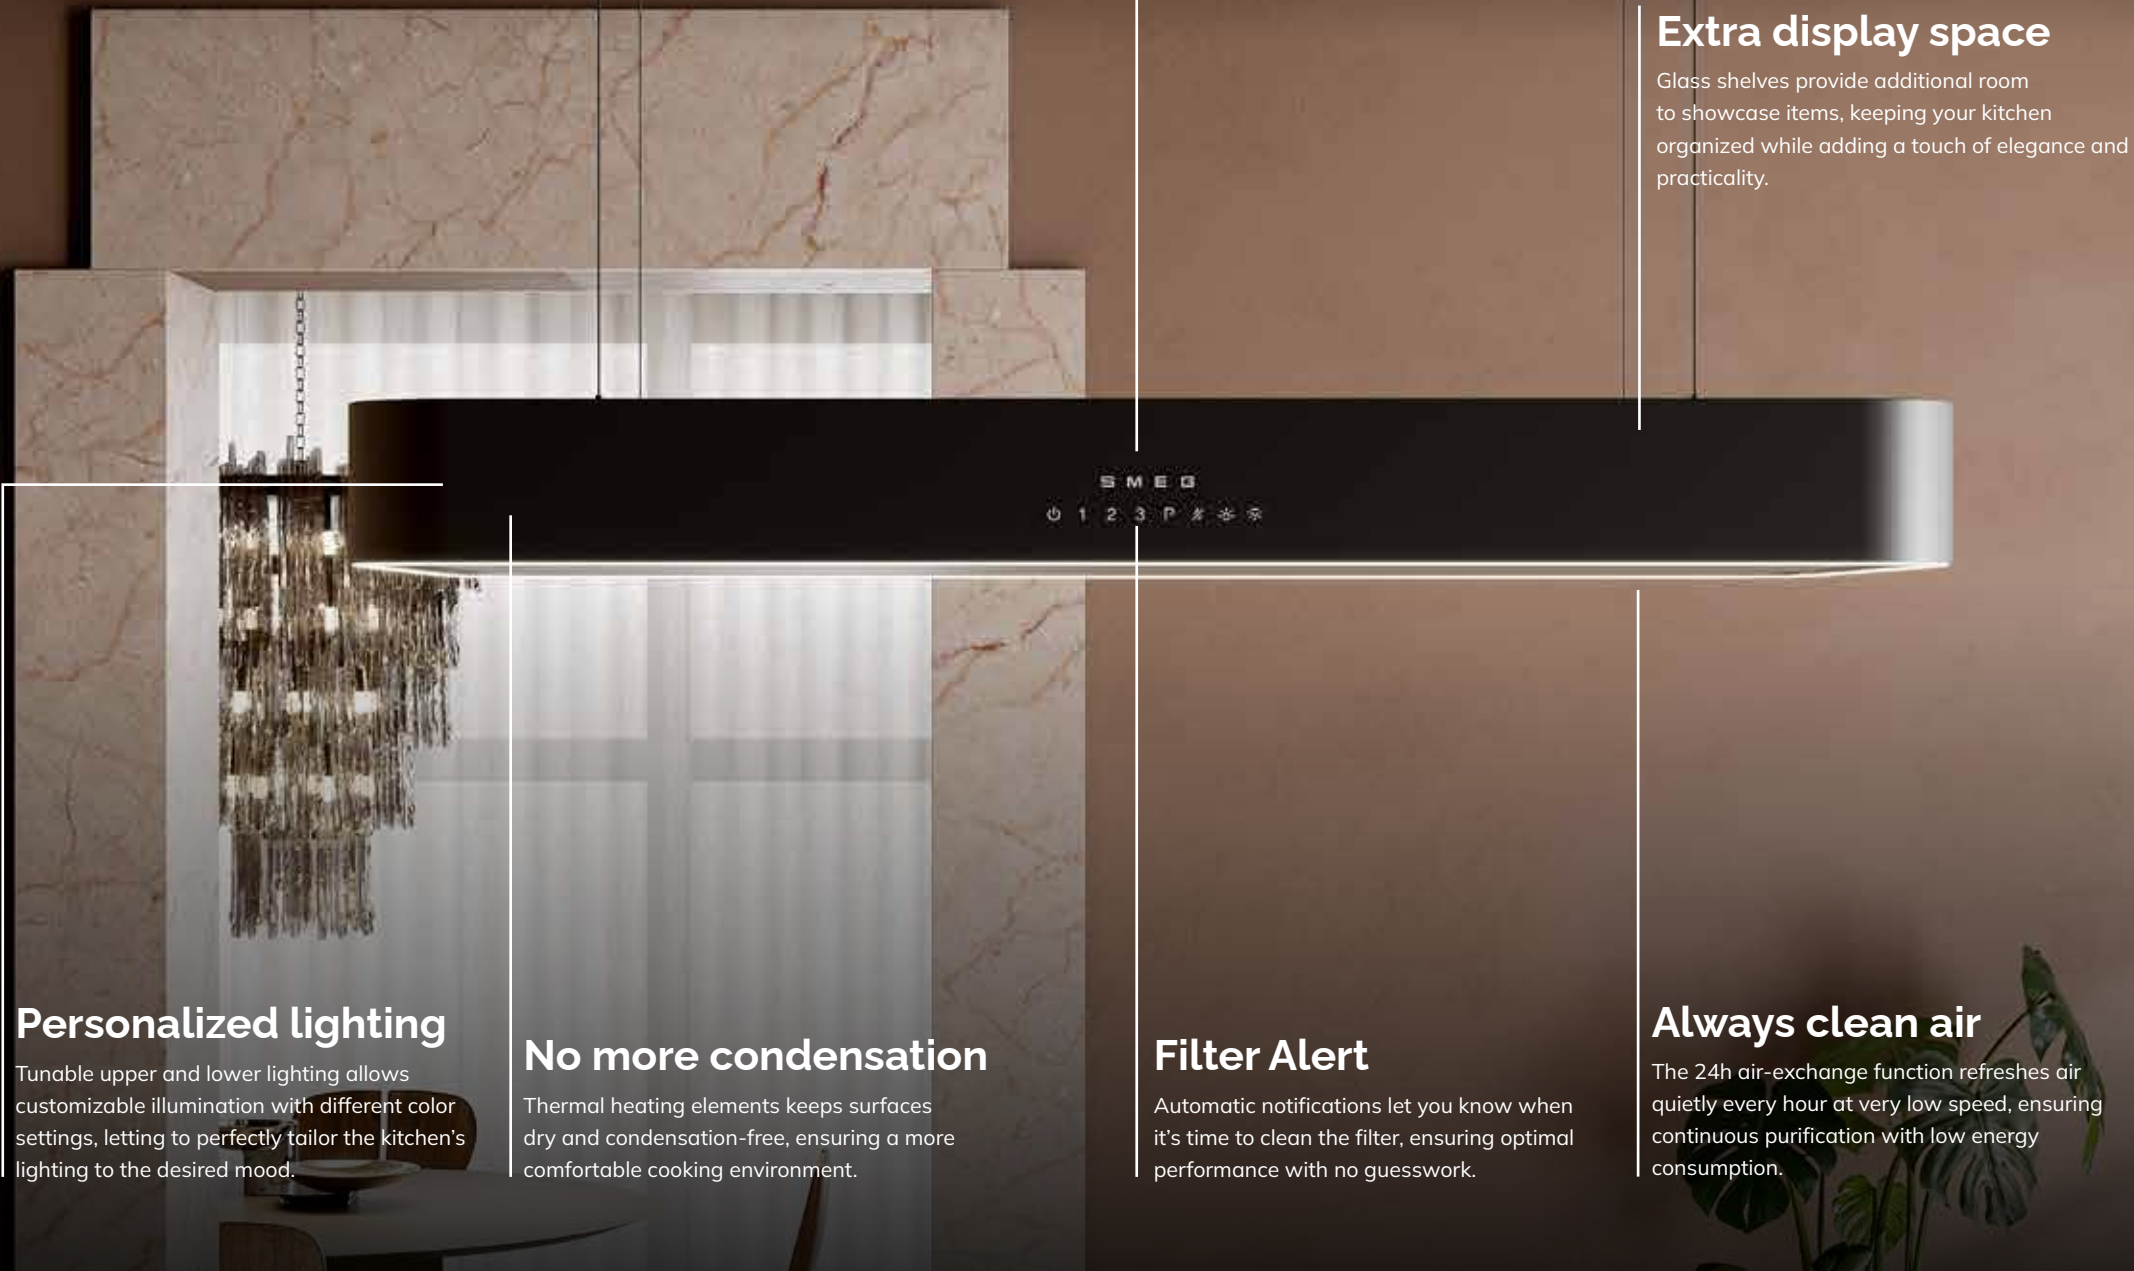 Extra display space
Glass shelves provide additional room
to showcase items, keeping your kitchen
organized while adding a touch of elegance and
practicality.
SMEG
1 2 3 P
Personalized lighting
Tunable upper and lower lighting allows
customizable illumination with different color
settings, letting to perfectly tailor the kitchen's
lighting to the desired mood.
No more condensation
Thermal heating elements keeps surfaces
dry and condensation-free, ensuring a more
comfortable cooking environment.
Filter Alert
Automatic notifications let you know when
it's time to clean the filter, ensuring optimal
performance with no guesswork.
Always clean air
The 24h air-exchange function refreshes air
quietly every hour at very low speed, ensuring
continuous purification with low energy
consumption.